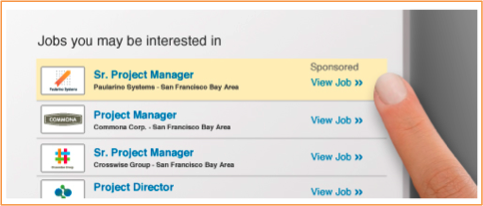 Jobs you may be interested in
Sponsored
Sr. Project Manager
View Job »
Paularino Systems - San Francisco Bay Area
Paularino Systems
Project Manager
View Job »
COMMONA
Commona Corp. - San Francisco Bay Area
Sr. Project Manager
View Job »
Crosswise Group - San Francisco Bay Area
Project Director
View Job »